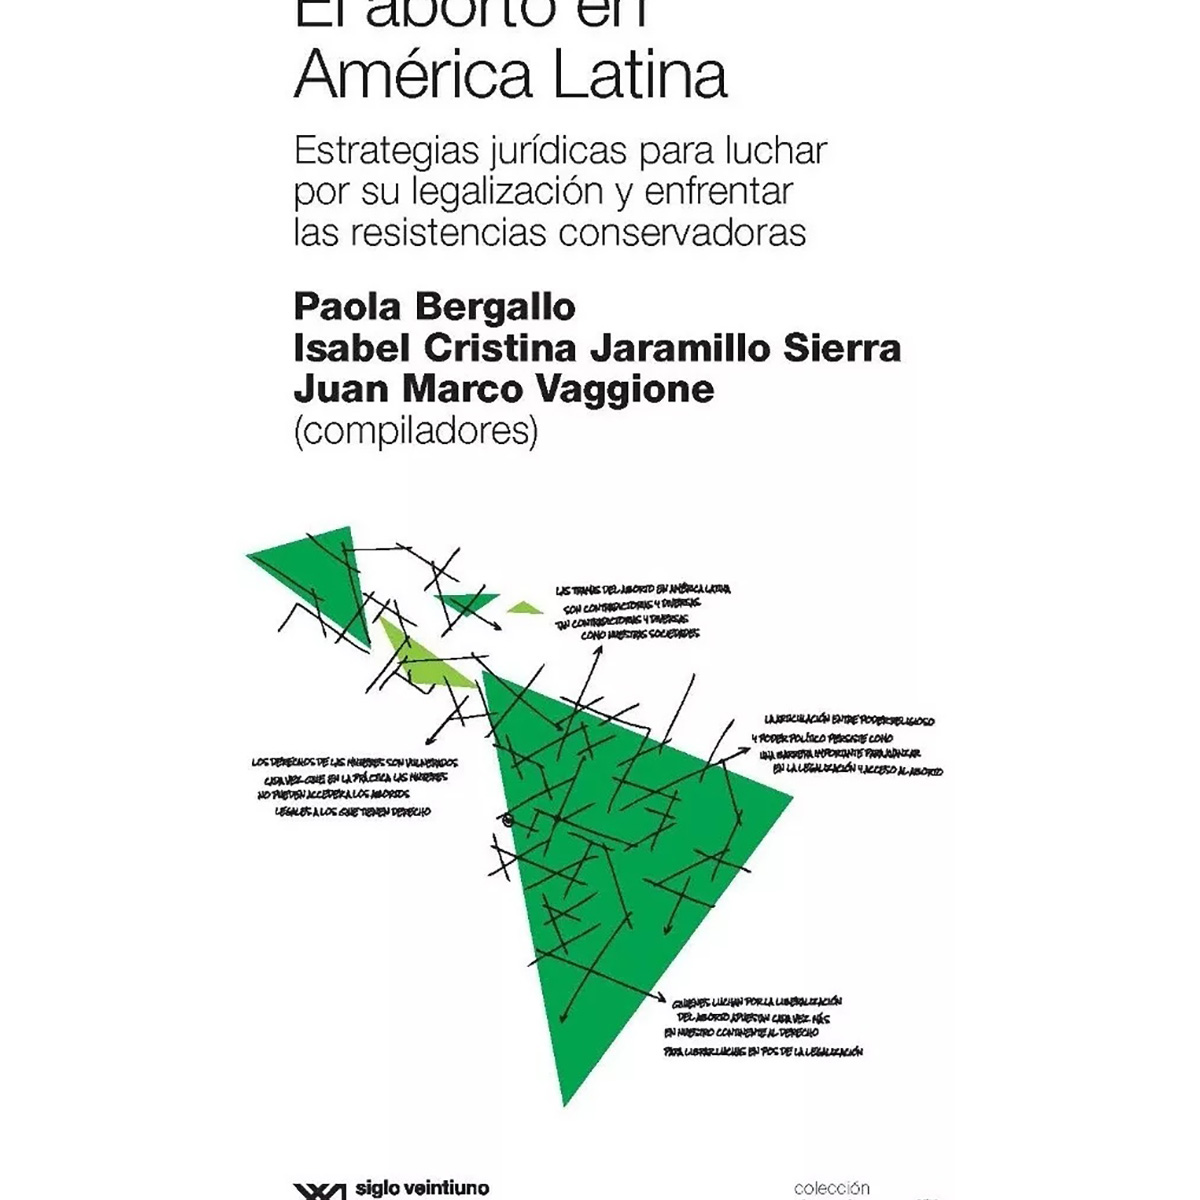 El aborto en
América Latina
Estrategias jurídicas para luchar
por su legalización y enfrentar
las resistencias conservadoras
Paola Bergallo
Isabel Cristina Jaramillo Sierra
Juan Marco Vaggione
(compiladores)
LAS TRAMAS DEL ABORTO EN AMÉRICA LATINA
SON CONTRADICTORIAS Y DIVERSAS
TAN CONTRADICTORIAS Y DIVERSAS
COMO NUESTRAS SOCIEDADES
LA ARTICULACIÓN ENTRE PODER RELIGIOSO
Y PODER POLÍTICO PERSISTE COMO
UNA BARRERA IMPORTANTE PARA AVANZAR
EN LA LEGALIZACIÓN Y ACCESO AL ABORTO
LOS DERECHOS DE LAS MUJERES SON VULNERADOS
CADA VEZ QUE EN LA PRÁCTICA LAS MUJERES
NO PUEDEN ACCEDER A LOS ABORTOS
LEGALES A LOS QUE TIENEN DERECHO
QUIENES LUCHAN POR LA LIBERALIZACIÓN
DEL ABORTO APUESTAN CADA VEZ MÁS
EN NUESTRO CONTINENTE AL DERECHO
PARA LIBRAR LUCHAS EN POS DE LA LEGALIZACIÓN
siglo veintiuno
colección